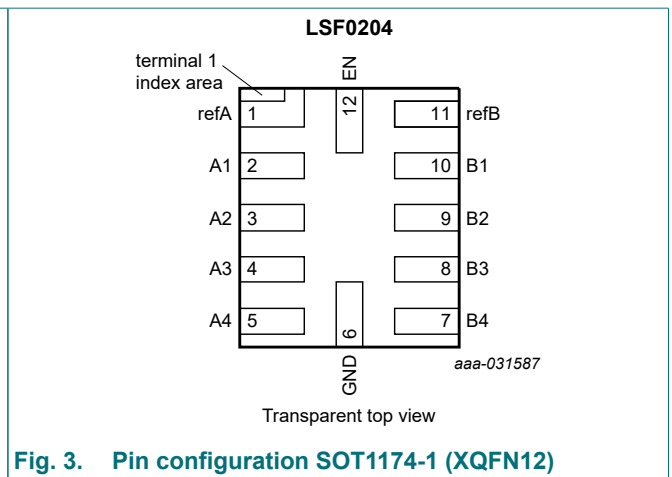 LSF0204
terminal 1
index area
EN
12
refA 1
11 refB
A1 2
10 B1
A2 3
9 B2
A3 4
8 B3
A4 5
7 B4
6
GND
aaa-031587
Transparent top view
Fig. 3. Pin configuration SOT1174-1 (XQFN12)